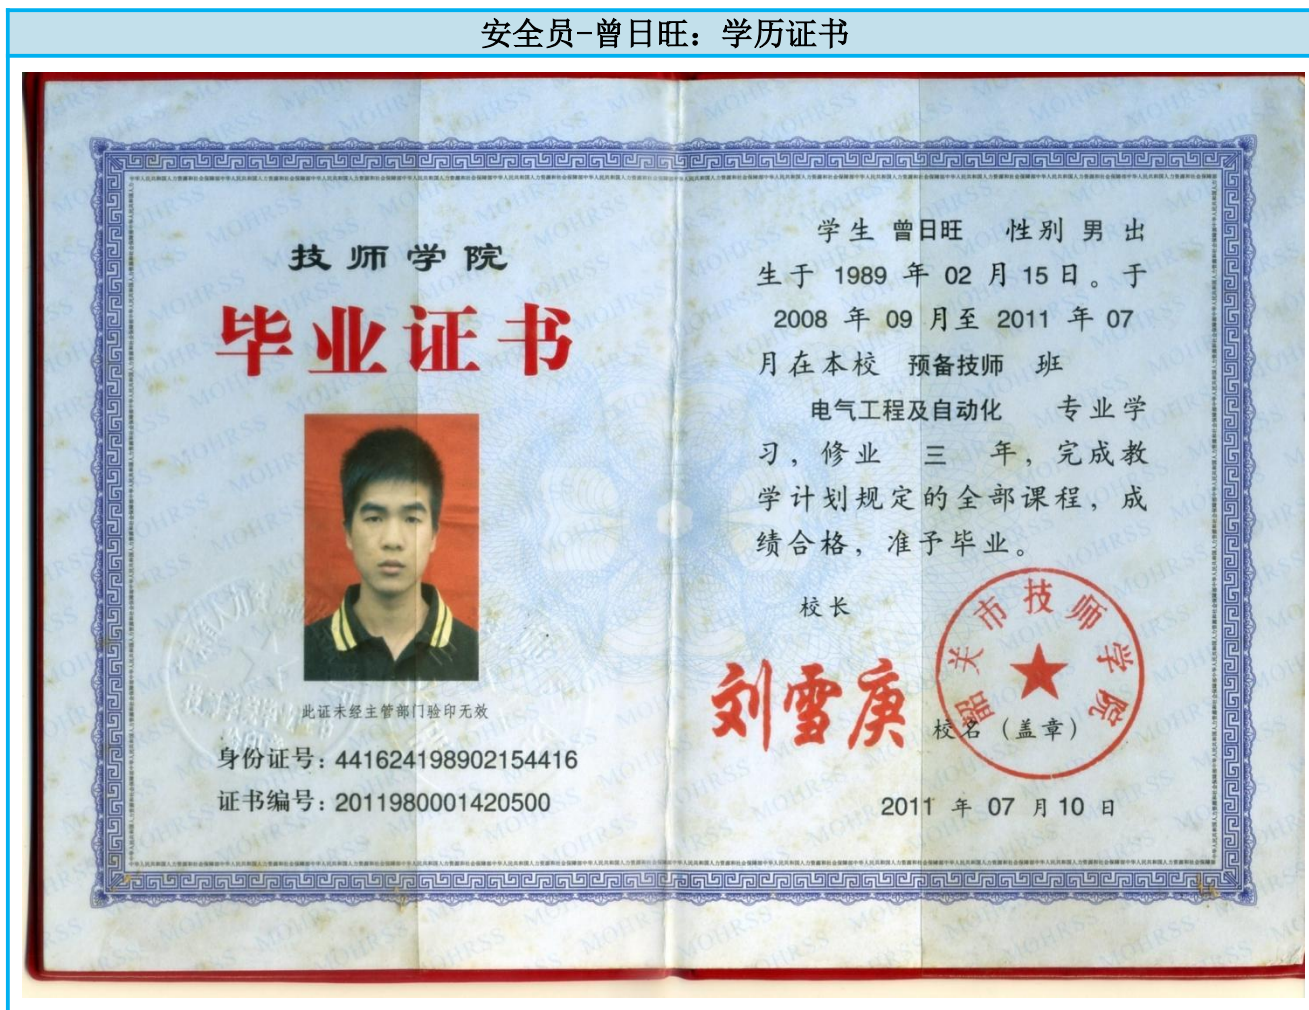 安全员-曾日旺：学历证书
技师学院
毕业证书
此证未经主管部门验印无效
身份证号：441624198902154416
证书编号：2011980001420500
学生 曾日旺 性别 男 出
生于 1989 年 02 月 15 日。于
2008 年 09 月至 2011 年 07
月在本校 预备技师 班
电气工程及自动化 专业学
习，修业 三 年，完成教
学计划规定的全部课程，成
绩合格，准予毕业。
校长
刘雪庚
韶关市技师学院
校名（盖章）
2011 年 07 月 10 日
MOHRSS